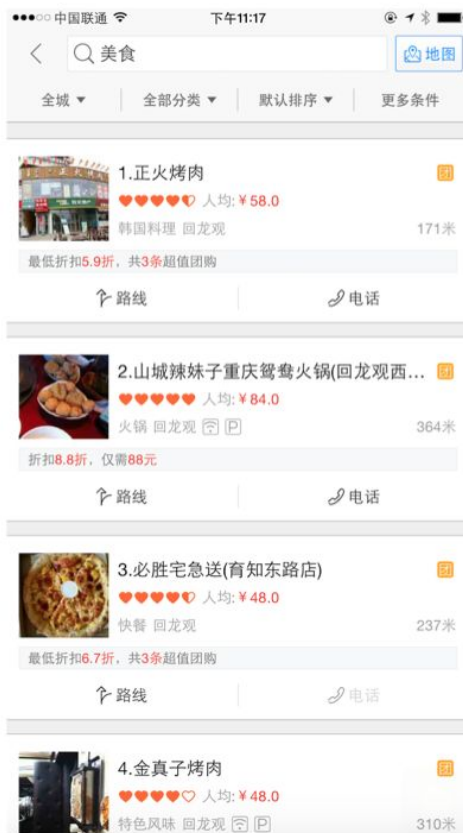 中国联通 下午11:17
美食 地图
全城 全部分类 默认排序 更多条件
1.正火烤肉 团
人均:￥58.0
韩国料理 回龙观 171米
最低折扣5.9折，共3条超值团购
路线 电话
2.山城辣妹子重庆鸳鸯火锅(回龙观西... 团
人均:￥84.0
火锅 回龙观 P 364米
折扣8.8折，仅需88元
路线 电话
3.必胜宅急送(育知东路店) 团
人均:￥48.0
快餐 回龙观 237米
最低折扣6.7折，共3条超值团购
路线 电话
4.金真子烤肉 团
人均:￥48.0
特色风味 回龙观 P 310米